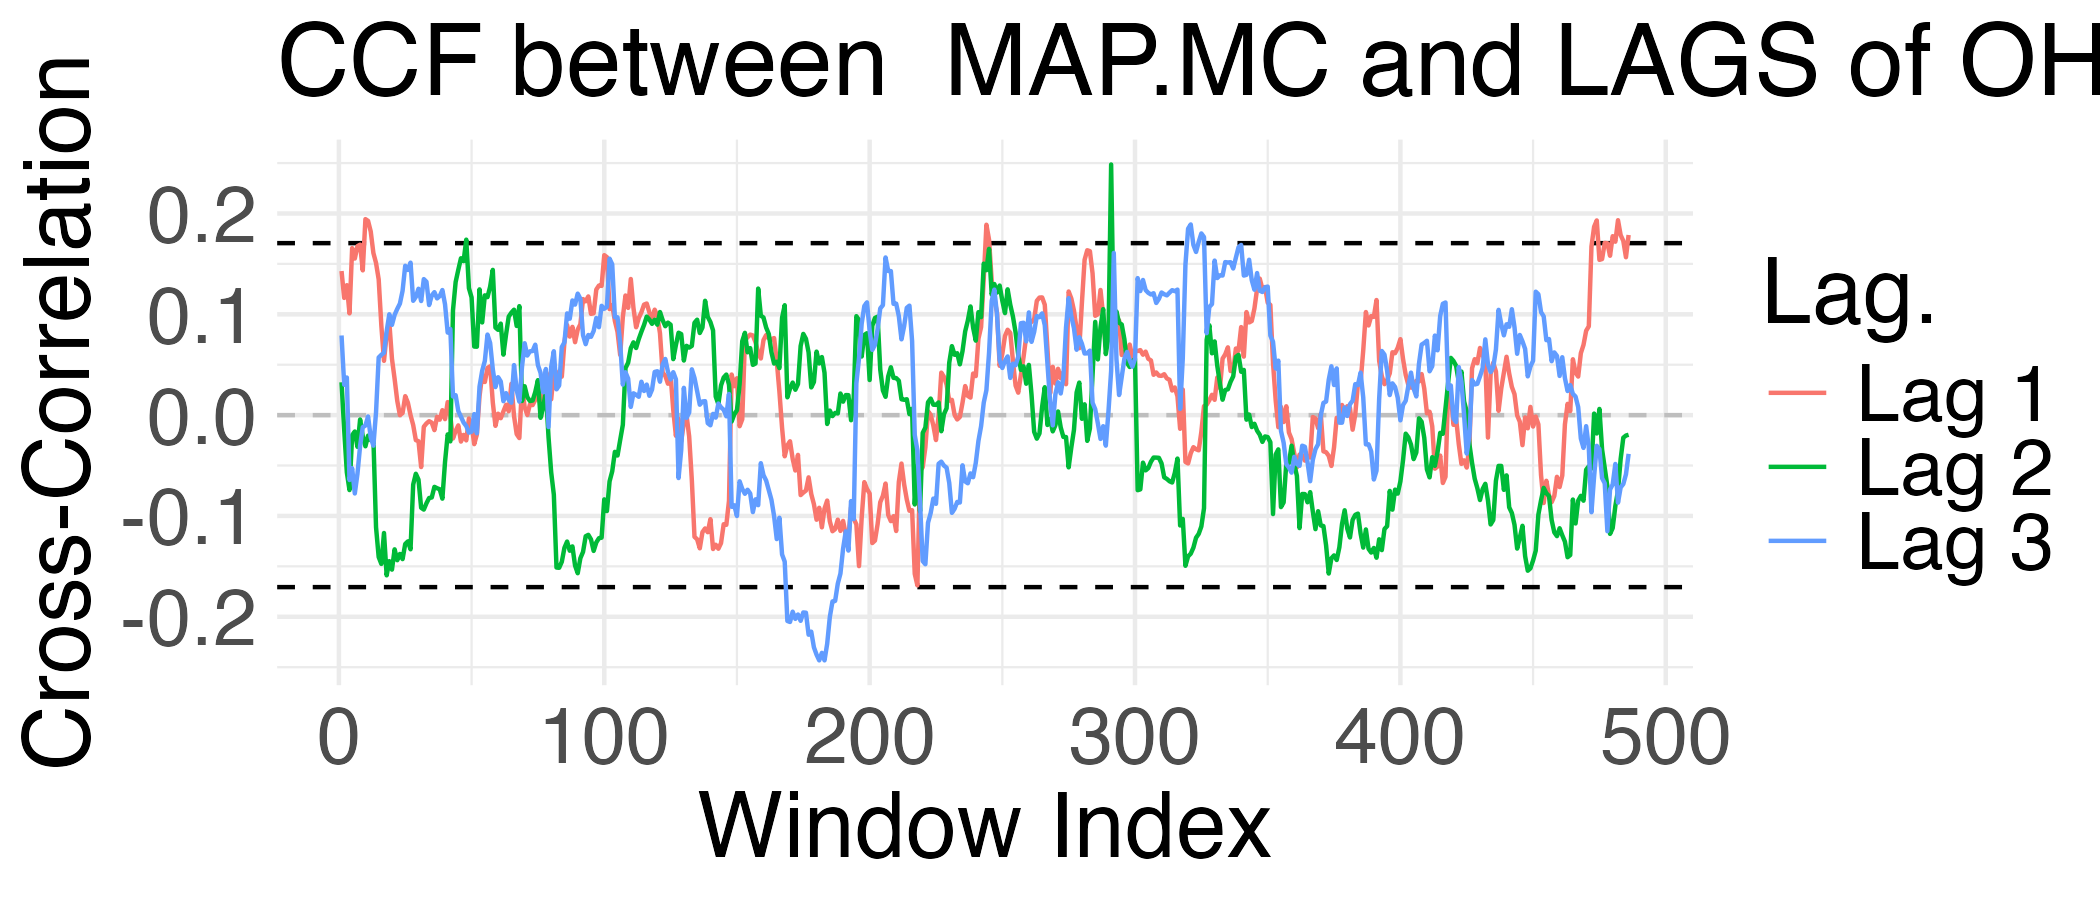 CCF between  MAP.MC and LAGS of OH
Cross-Correlation
0.2
0.1
0.0
-0.1
-0.2
0 100 200 300 400 500
Window Index
Lag.
Lag 1
Lag 2
Lag 3